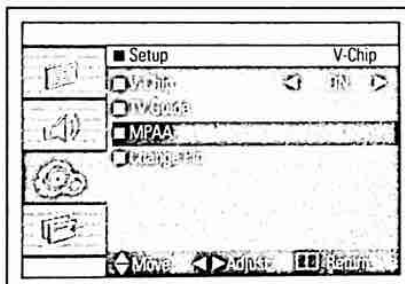 Setup V-Chip
V-Chip ON
TV Guide
MPAA
Change Pin
Move Adjust Return